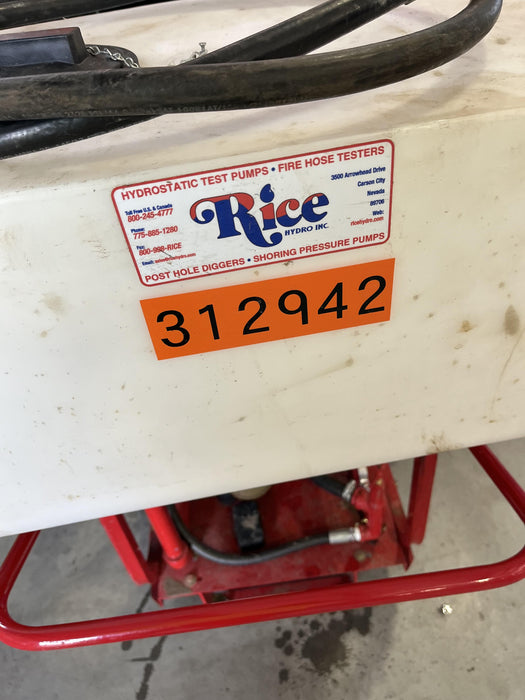 HYDROSTATIC TEST PUMPS • FIRE HOSE TESTERS
Toll Free U.S. & Canada
800-245-4777
Phone:
775-885-1280
Fax:
800-998-RICE
Email:
Rice
HYDRO INC.
3500 Arrowhead Drive
Carson City
Nevada
89706
Web:
ricehydro.com
POST HOLE DIGGERS • SHORING PRESSURE PUMPS
312942